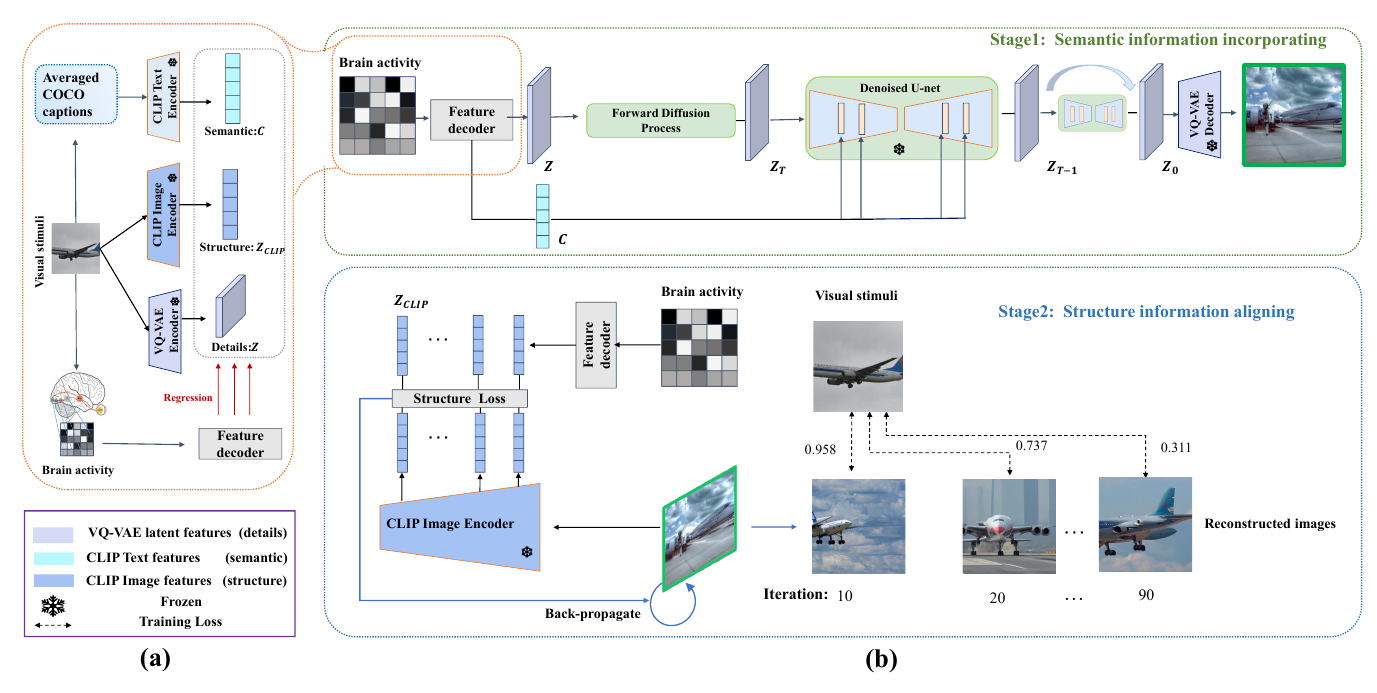 Averaged
COCO
captions
CLIP Text
Encoder
Semantic:C
CLIP Image
Encoder
Structure:Z_CLIP
Visual stimuli
VQ-VAE
Encoder
Details:Z
Regression
Feature
decoder
Brain activity
VQ-VAE latent features (details)
CLIP Text features (semantic)
CLIP Image features (structure)
Frozen
Training Loss
(a)
Stage1: Semantic information incorporating
Brain activity
Feature
decoder
Z
Forward Diffusion
Process
Z_T
Denoised U-net
Z_{T-1}
Z_0
VQ-VAE
Decoder
C
Stage2: Structure information aligning
Z_CLIP
...
Feature
decoder
Brain activity
Structure Loss
...
CLIP Image Encoder
Back-propagate
Visual stimuli
0.958
0.737
0.311
...
Reconstructed images
Iteration: 10
20
...
90
(b)